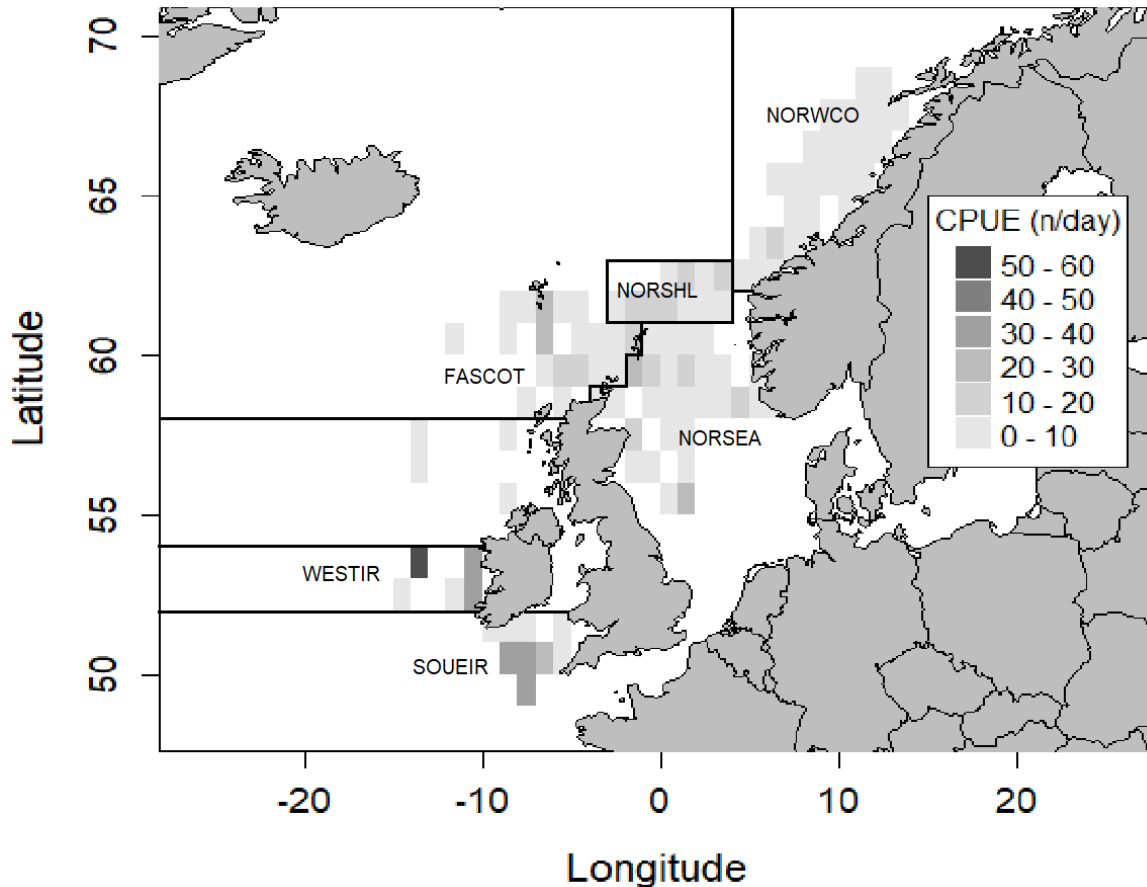 70
65
60
55
50
Latitude
NORWCO
NORSHL
FASCOT
NORSEA
WESTIR
SOUEIR
CPUE (n/day)
50 - 60
40 - 50
30 - 40
20 - 30
10 - 20
0 - 10
-20
-10
0
10
20
Longitude